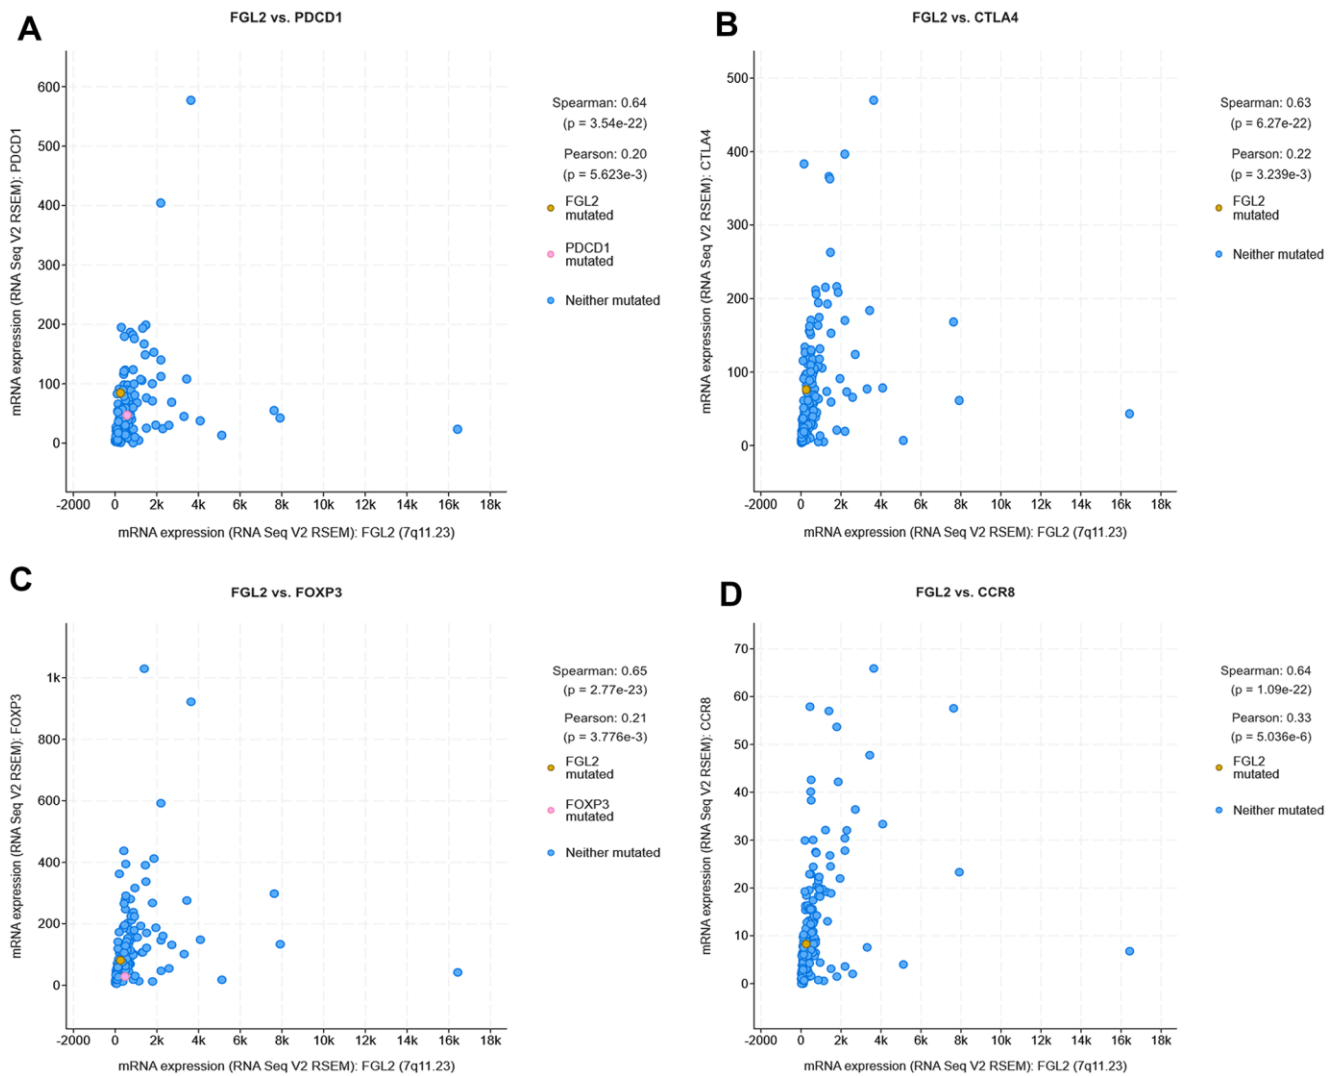 A
FGL2 vs. PDCD1
mRNA expression (RNA Seq V2 RSEM): PDCD1
600
500
400
300
200
100
0
-2000 0 2k 4k 6k 8k 10k 12k 14k 16k 18k
mRNA expression (RNA Seq V2 RSEM): FGL2 (7q11.23)
Spearman: 0.64
(p = 3.54e-22)
Pearson: 0.20
(p = 5.623e-3)
FGL2
mutated
PDCD1
mutated
Neither mutated
B
FGL2 vs. CTLA4
mRNA expression (RNA Seq V2 RSEM): CTLA4
500
400
300
200
100
0
-2000 0 2k 4k 6k 8k 10k 12k 14k 16k 18k
mRNA expression (RNA Seq V2 RSEM): FGL2 (7q11.23)
Spearman: 0.63
(p = 6.27e-22)
Pearson: 0.22
(p = 3.239e-3)
FGL2
mutated
Neither mutated
C
FGL2 vs. FOXP3
mRNA expression (RNA Seq V2 RSEM): FOXP3
1k
800
600
400
200
0
-2000 0 2k 4k 6k 8k 10k 12k 14k 16k 18k
mRNA expression (RNA Seq V2 RSEM): FGL2 (7q11.23)
Spearman: 0.65
(p = 2.77e-23)
Pearson: 0.21
(p = 3.776e-3)
FGL2
mutated
FOXP3
mutated
Neither mutated
D
FGL2 vs. CCR8
mRNA expression (RNA Seq V2 RSEM): CCR8
70
60
50
40
30
20
10
0
-2000 0 2k 4k 6k 8k 10k 12k 14k 16k 18k
mRNA expression (RNA Seq V2 RSEM): FGL2 (7q11.23)
Spearman: 0.64
(p = 1.09e-22)
Pearson: 0.33
(p = 5.036e-6)
FGL2
mutated
Neither mutated